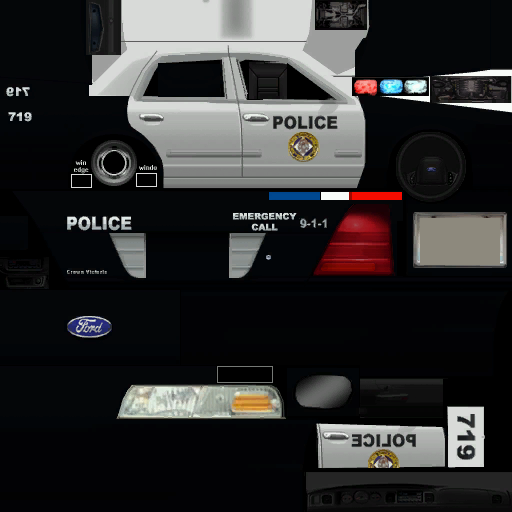 719
719
POLICE
win
edge
windo
POLICE
EMERGENCY
CALL
9-1-1
Crown Victoria
Ford
POLICE
719